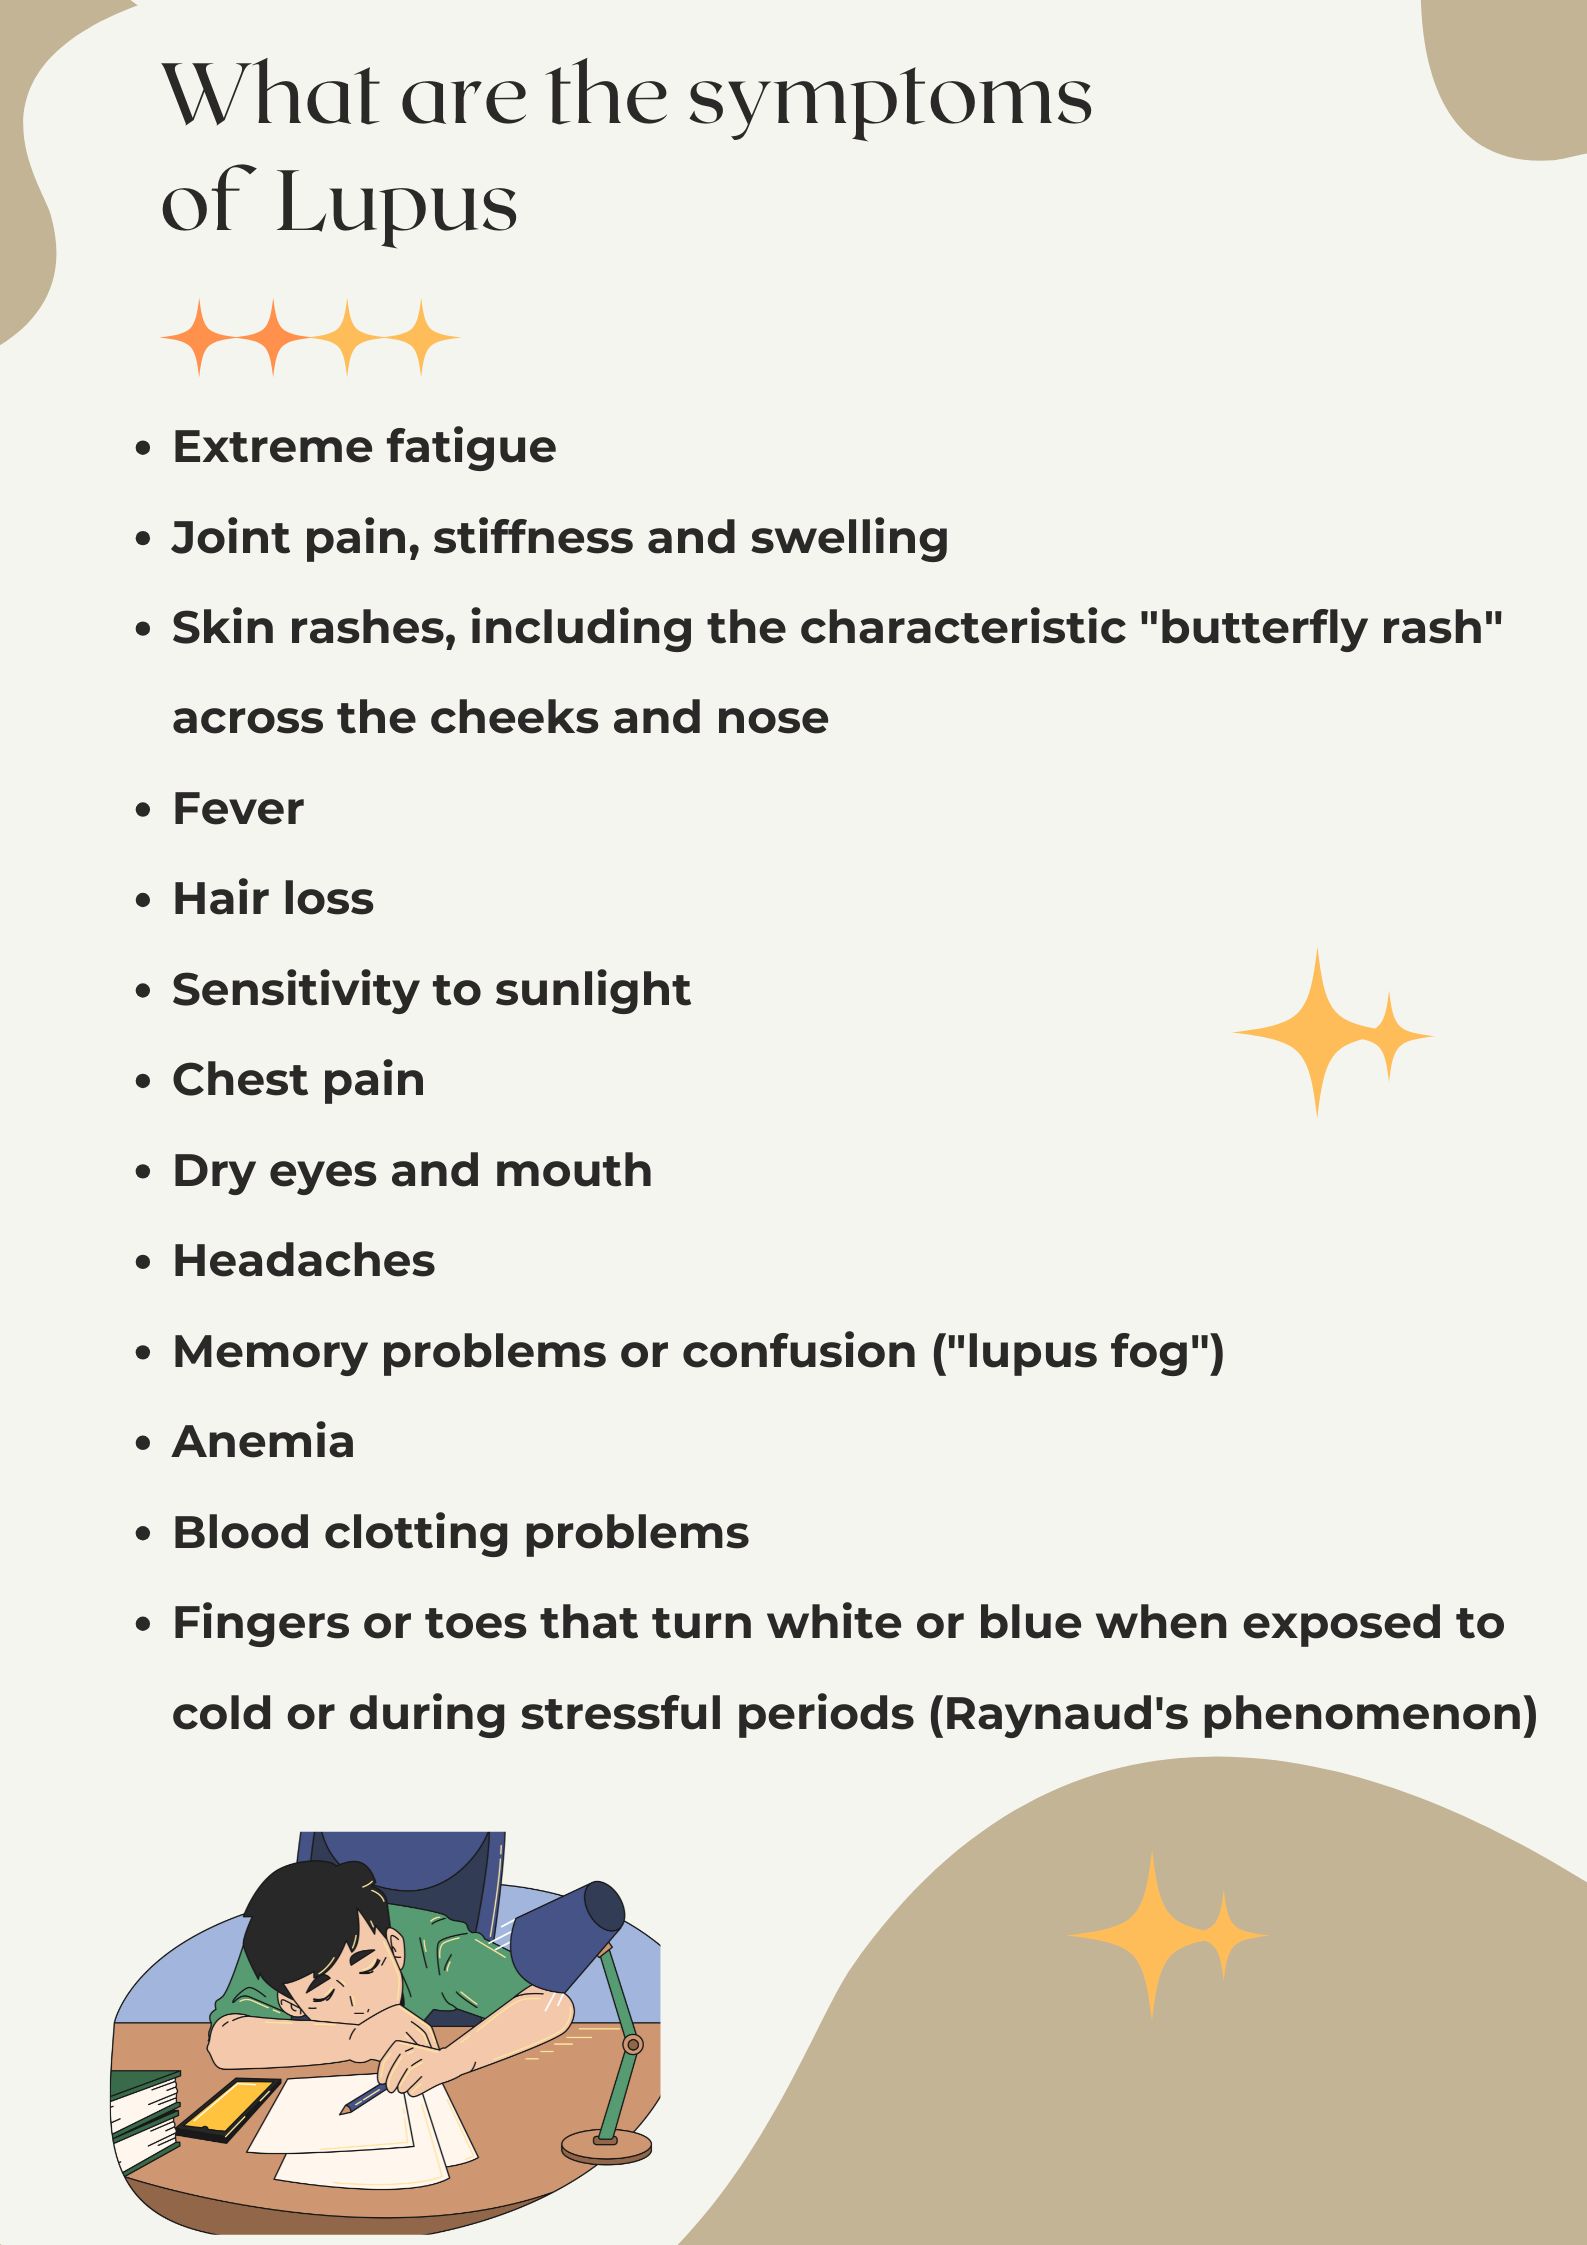 What are the symptoms
of Lupus
• Extreme fatigue
• Joint pain, stiffness and swelling
• Skin rashes, including the characteristic "butterfly rash"
across the cheeks and nose
• Fever
• Hair loss
• Sensitivity to sunlight
• Chest pain
• Dry eyes and mouth
• Headaches
• Memory problems or confusion ("lupus fog")
• Anemia
• Blood clotting problems
• Fingers or toes that turn white or blue when exposed to
cold or during stressful periods (Raynaud's phenomenon)